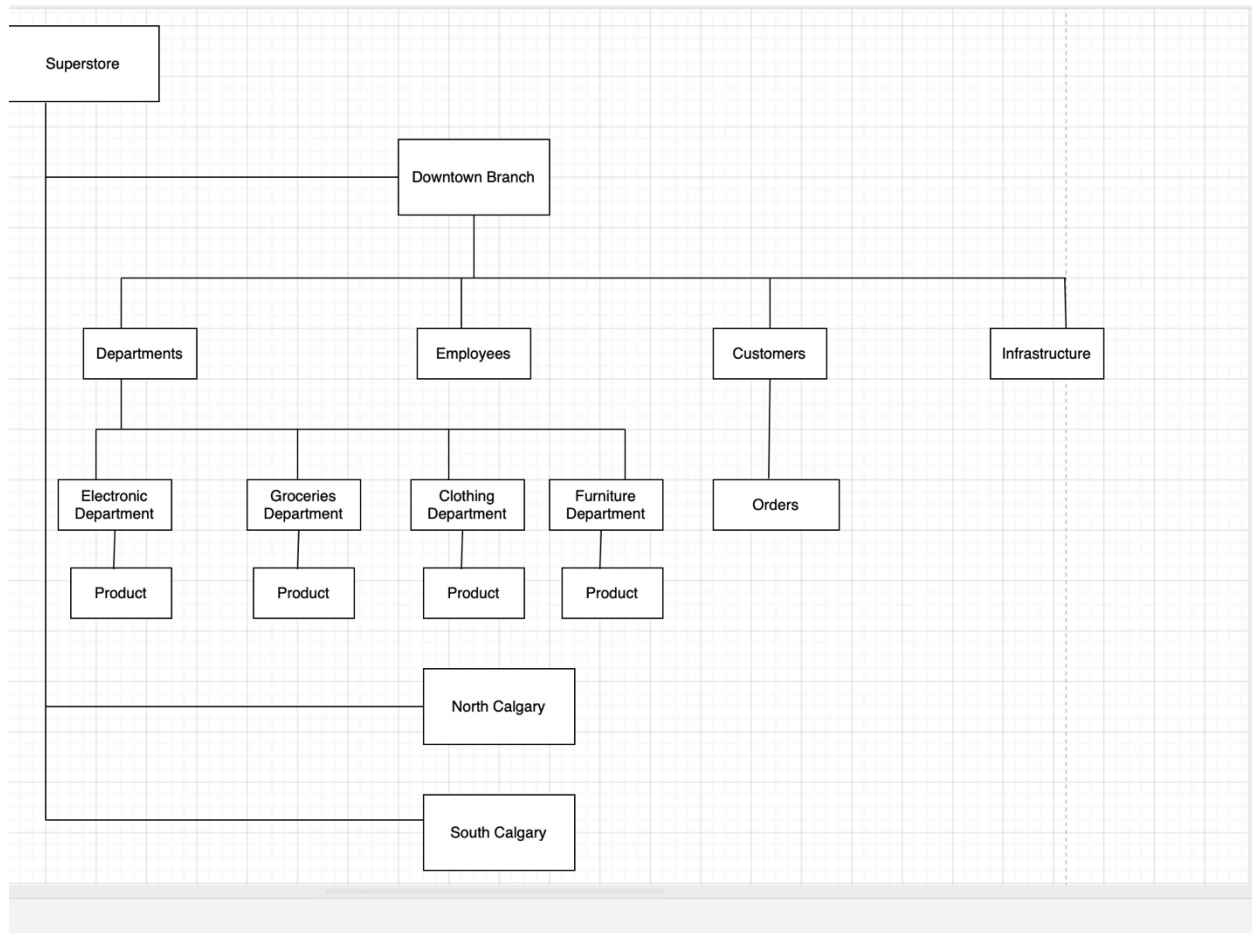 Superstore
Downtown Branch
Departments
Employees
Customers
Infrastructure
Electronic
Department
Groceries
Department
Clothing
Department
Furniture
Department
Orders
Product
Product
Product
Product
North Calgary
South Calgary